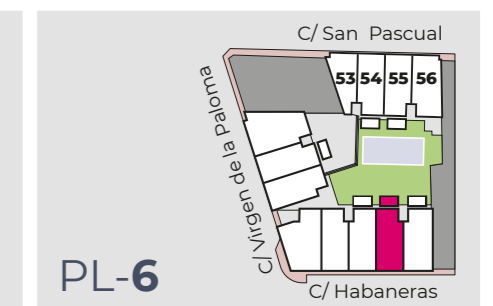 C/ San Pascual
53 54 55 56
C/ Virgen de la Paloma
PL-6
C/ Habaneras